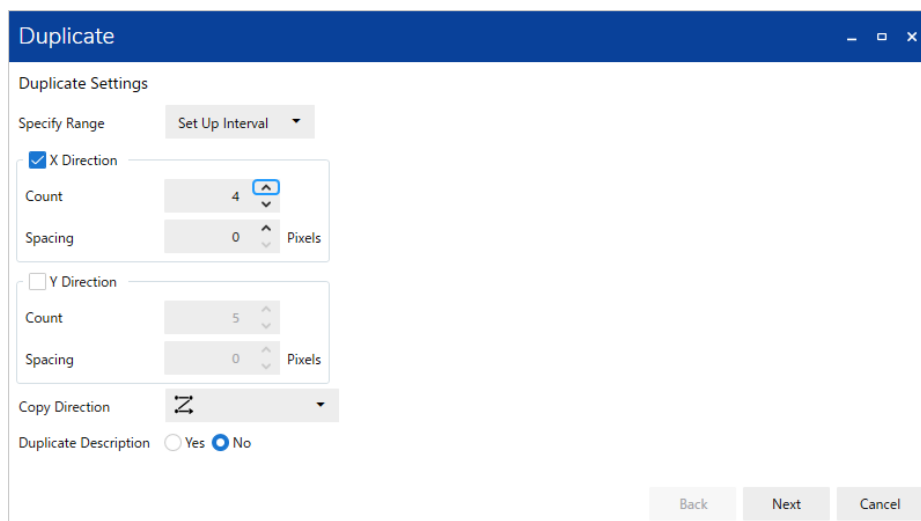 Duplicate
Duplicate Settings
Specify Range Set Up Interval
X Direction
Count 4
Spacing 0 Pixels
Y Direction
Count 5
Spacing 0 Pixels
Copy Direction
Duplicate Description Yes No
Back Next Cancel